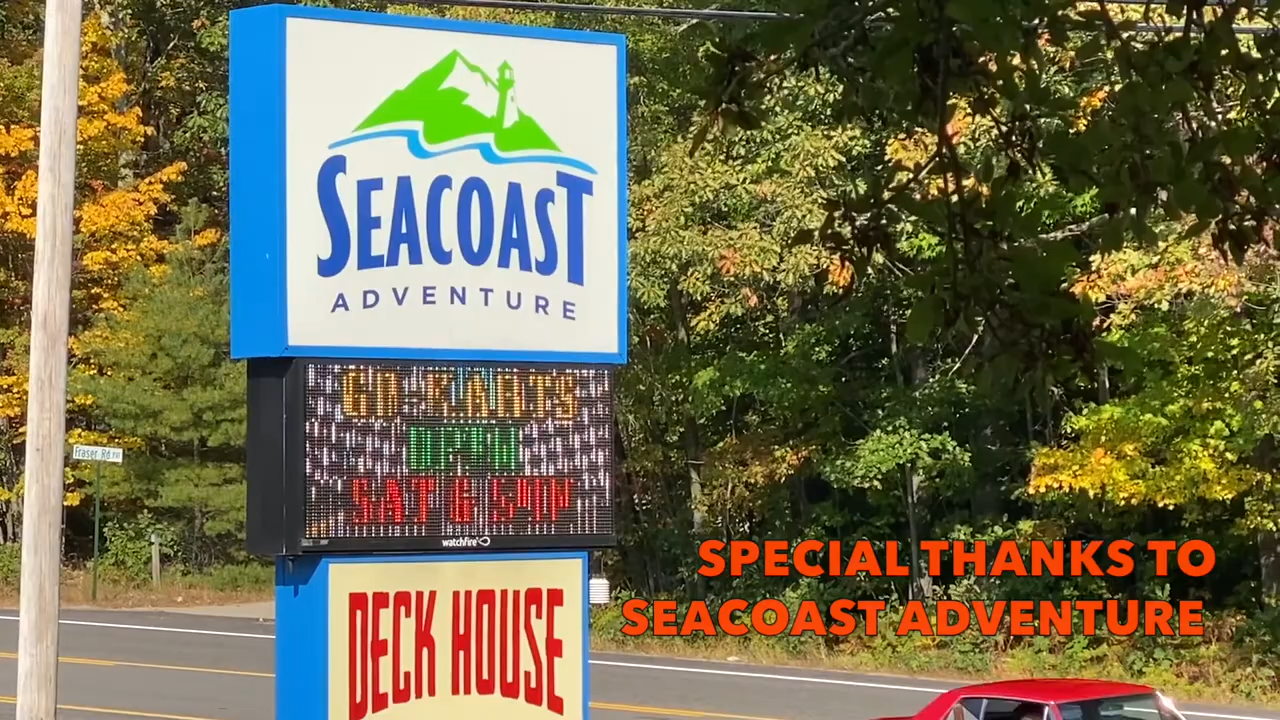 SEACOAST
ADVENTURE
GO-KARTS
OPEN
SAT & SUN
watchfire
Fraser Rd
DECK HOUSE
SPECIAL THANKS TO
SEACOAST ADVENTURE